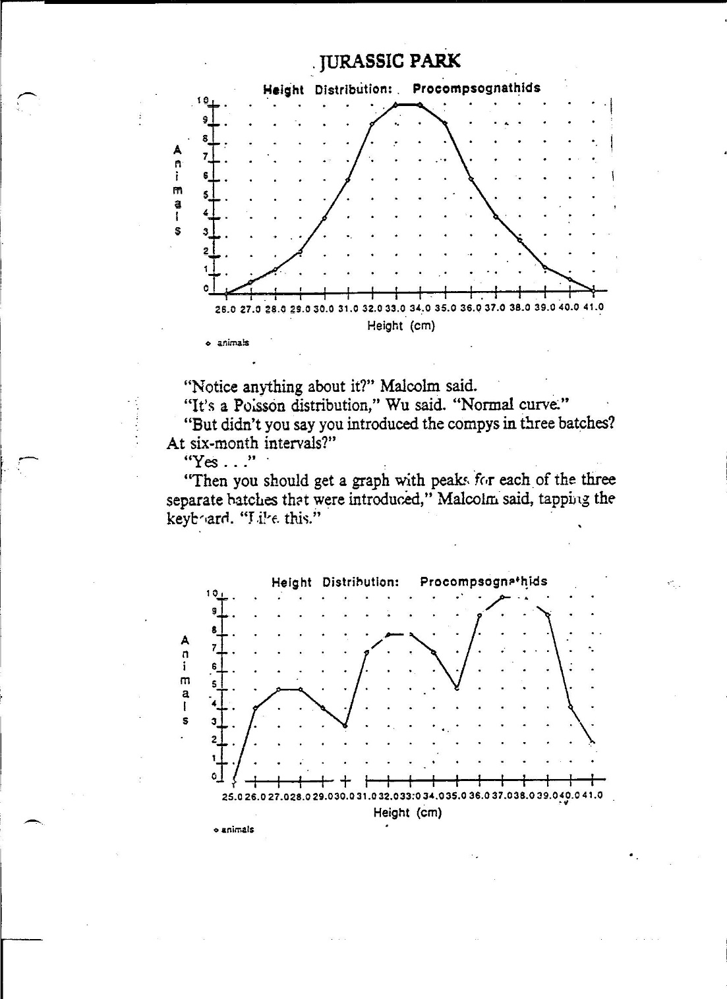 JURASSIC PARK
Height Distribution: Procompsognathids
10
9
8
7
6
5
4
3
2
1
0
Animals
26.0 27.0 28.0 29.0 30.0 31.0 32.0 33.0 34.0 35.0 36.0 37.0 38.0 39.0 40.0 41.0
Height (cm)
animals
“Notice anything about it?” Malcolm said.
“It’s a Poisson distribution,” Wu said. “Normal curve.”
“But didn’t you say you introduced the compys in three batches?
At six-month intervals?”
“Yes . . .”
“Then you should get a graph with peaks for each of the three
separate batches that were introduced,” Malcolm said, tapping the
keyboard. “Like this.”
Height Distribution: Procompsognathids
10
9
8
7
6
5
4
3
2
1
0
Animals
25.0 26.0 27.0 28.0 29.0 30.0 31.0 32.0 33.0 34.0 35.0 36.0 37.0 38.0 39.0 40.0 41.0
Height (cm)
animals